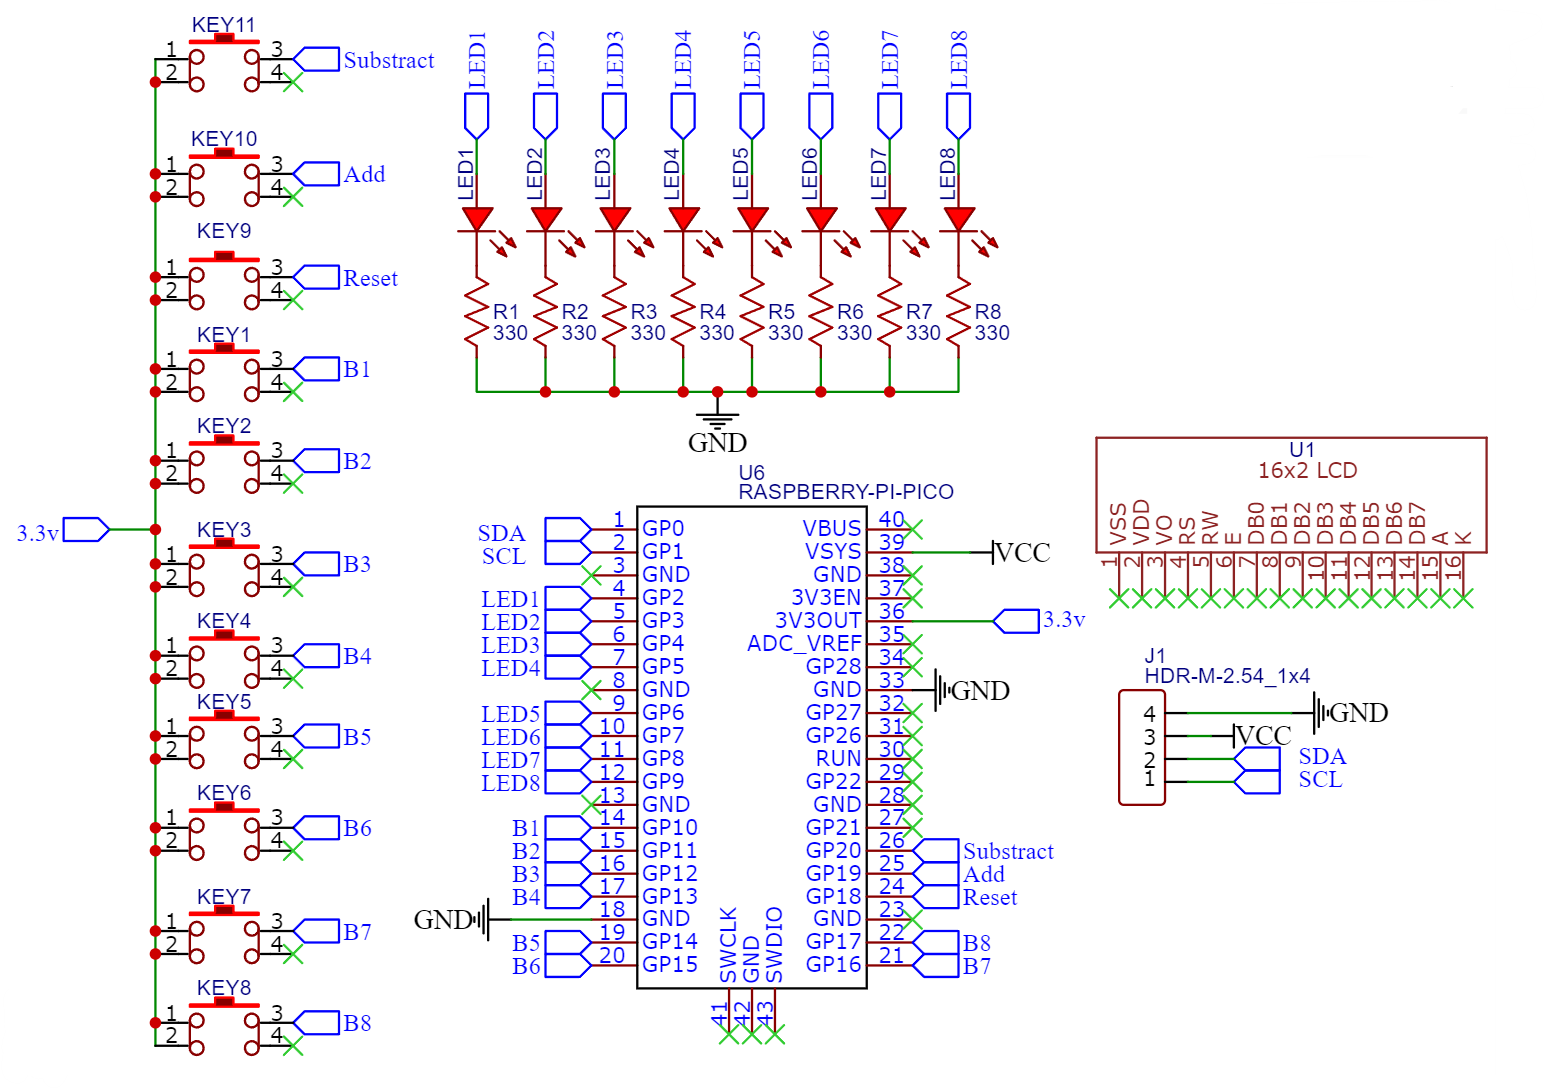 KEY11
1
3
Substract
2
4
KEY10
1
3
Add
2
4
KEY9
1
3
Reset
2
4
KEY1
1
3
B1
2
4
KEY2
1
3
B2
2
4
3.3v
KEY3
1
3
B3
2
4
KEY4
1
3
B4
2
4
KEY5
1
3
B5
2
4
KEY6
1
3
B6
2
4
KEY7
1
3
B7
2
4
KEY8
1
3
B8
2
4
LED1
LED2
LED3
LED4
LED5
LED6
LED7
LED8
LED1
LED2
LED3
LED4
LED5
LED6
LED7
LED8
R1
330
R2
330
R3
330
R4
330
R5
330
R6
330
R7
330
R8
330
GND
U6
RASPBERRY-PI-PICO
SDA 1 GP0
SCL 2 GP1
3 GND
LED1 4 GP2
LED2 5 GP3
LED3 6 GP4
LED4 7 GP5
8 GND
LED5 9 GP6
LED6 10 GP7
LED7 11 GP8
LED8 12 GP9
13 GND
B1 14 GP10
B2 15 GP11
B3 16 GP12
B4 17 GP13
GND 18 GND
B5 19 GP14
B6 20 GP15
VBUS 40
VSYS 39 VCC
GND 38
3V3EN 37
3V3OUT 36 3.3v
ADC_VREF 35
GP28 34
GND 33 GND
GP27 32
GP26 31
RUN 30
GP22 29
GND 28
GP21 27
GP20 26 Substract
GP19 25 Add
GP18 24 Reset
GND 23
GP17 22 B8
GP16 21 B7
SWCLK 41
GND 42
SWDIO 43
U1
16x2 LCD
VSS 1
VDD 2
VO 3
RS 4
RW 5
E 6
DB0 7
DB1 8
DB2 9
DB3 10
DB4 11
DB5 12
DB6 13
DB7 14
A 15
K 16
J1
HDR-M-2.54_1x4
4 GND
3 VCC
2 SDA
1 SCL